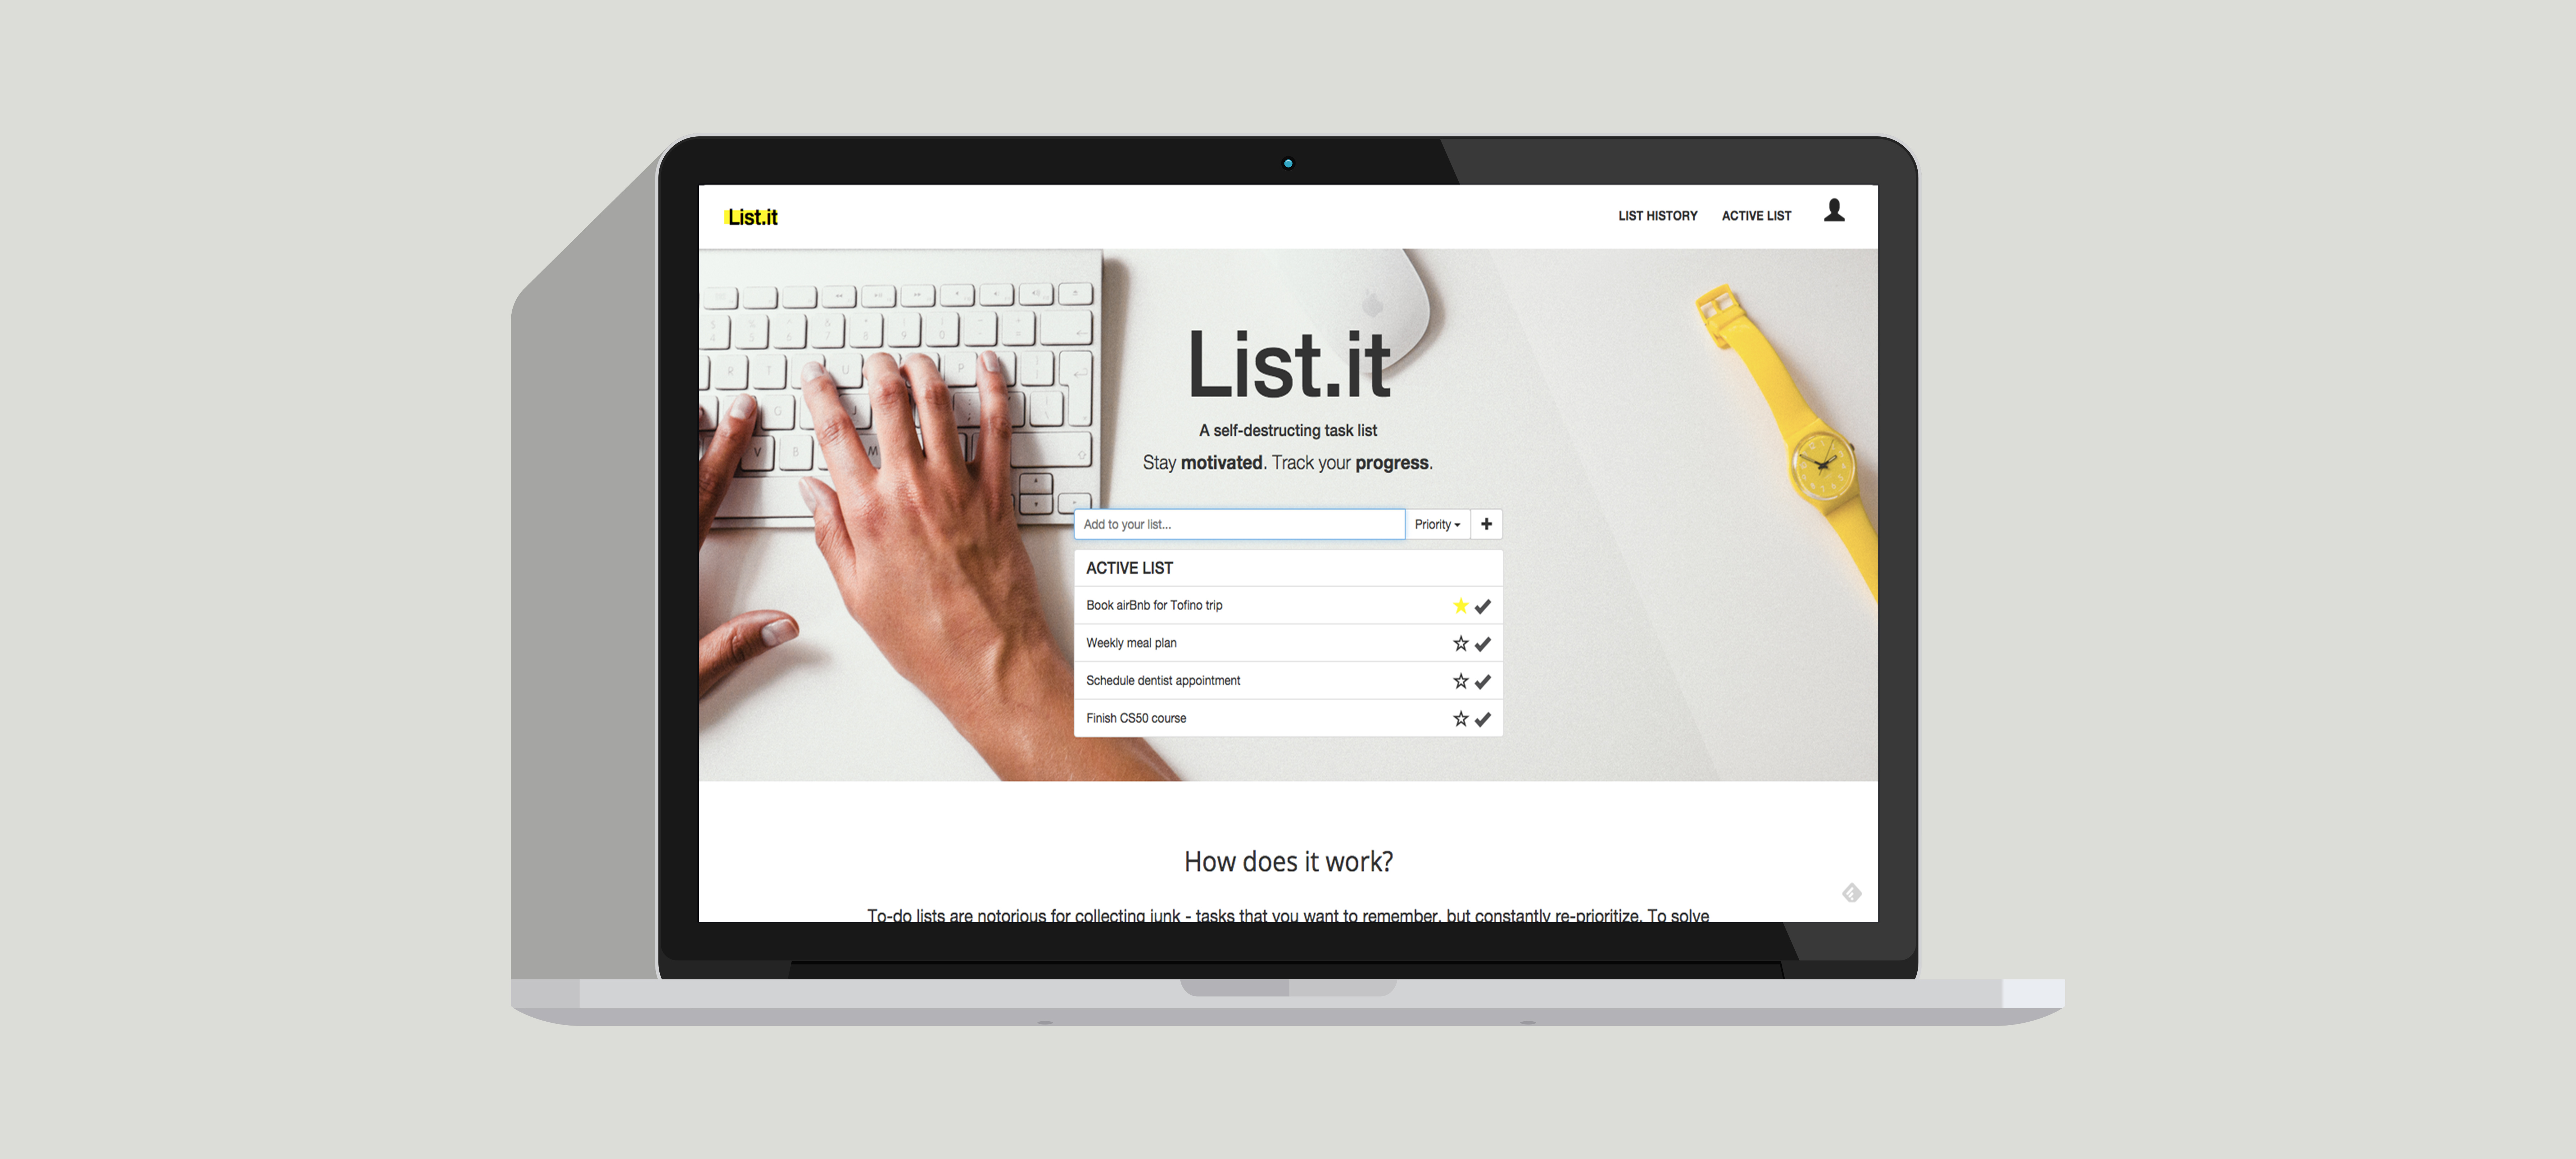 List.it
LIST HISTORY
ACTIVE LIST
List.it
A self-destructing task list
Stay motivated. Track your progress.
Add to your list...
Priority
ACTIVE LIST
Book airBnb for Tofino trip
Weekly meal plan
Schedule dentist appointment
Finish CS50 course
How does it work?
To-do lists are notorious for collecting junk - tasks that you want to remember, but constantly re-prioritize. To solve